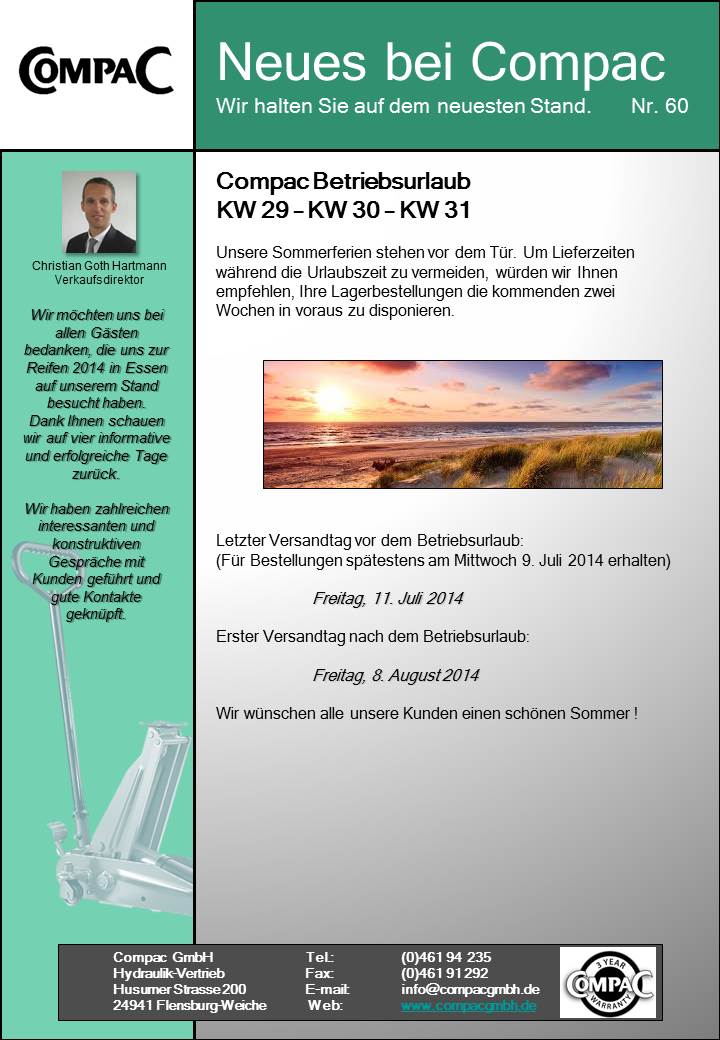 COMPAC
Neues bei Compac
Wir halten Sie auf dem neuesten Stand. Nr. 60
Christian Goth Hartmann
Verkaufsdirektor
Wir möchten uns bei
allen Gästen
bedanken, die uns zur
Reifen 2014 in Essen
auf unserem Stand
besucht haben.
Dank Ihnen schauen
wir auf vier informative
und erfolgreiche Tage
zurück.
Wir haben zahlreichen
interessanten und
konstruktiven
Gespräche mit
Kunden geführt und
gute Kontakte
geknüpft.
Compac Betriebsurlaub
KW 29 – KW 30 – KW 31
Unsere Sommerferien stehen vor dem Tür. Um Lieferzeiten
während die Urlaubszeit zu vermeiden, würden wir Ihnen
empfehlen, Ihre Lagerbestellungen die kommenden zwei
Wochen in voraus zu disponieren.
Letzter Versandtag vor dem Betriebsurlaub:
(Für Bestellungen spätestens am Mittwoch 9. Juli 2014 erhalten)
Freitag, 11. Juli 2014
Erster Versandtag nach dem Betriebsurlaub:
Freitag, 8. August 2014
Wir wünschen alle unsere Kunden einen schönen Sommer !
Compac GmbH Tel.: (0)461 94 235
Hydraulik-Vertrieb Fax: (0)461 91292
Husumer Strasse 200 E-mail: info@compacgmbh.de
24941 Flensburg-Weiche Web: www.compacgmbh.de
3 YEAR
COMPAC
WARRANTY